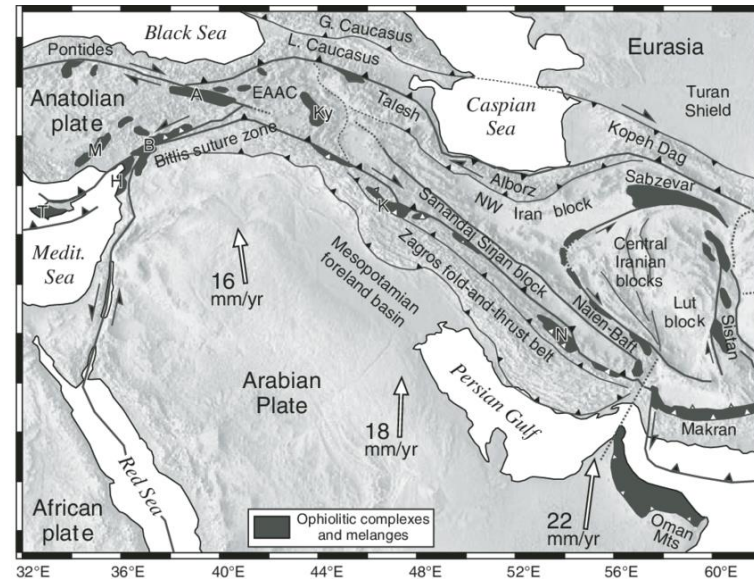 Black Sea
G. Caucasus
L. Caucasus
Eurasia
Pontides
Turan
Shield
A
EAAC
Talesh
Caspian
Sea
Anatolian
plate
Ky
Kopeh Dag
M
B
Bitlis suture zone
Alborz
Sabzevar
H
NW
Iran block
T
K
Sanandaj Sirjan block
Central
Iranian
blocks
Medit.
Sea
Mesopotamian
foreland basin
Zagros fold-and-thrust belt
16
mm/yr
Naien-Baft
Lut
block
Sistan
N
Arabian
Plate
Persian Gulf
18
mm/yr
Makran
Red Sea
African
plate
Ophiolitic complexes
and melanges
22
mm/yr
Oman
Mts
32°E 36°E 40°E 44°E 48°E 52°E 56°E 60°E